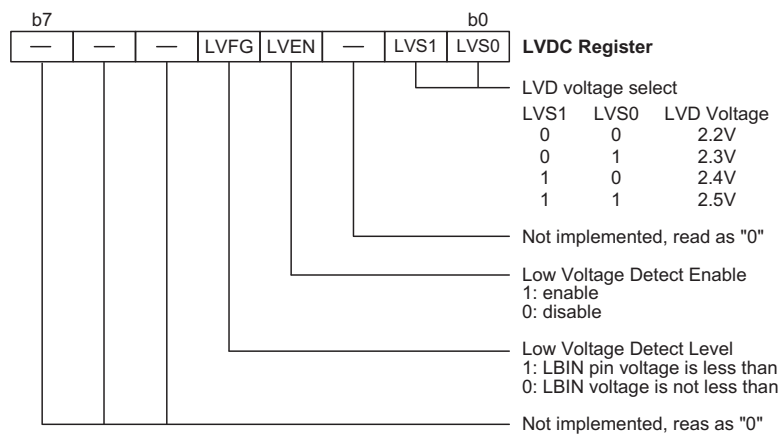 b7 b0
— — — LVFG LVEN — LVS1 LVS0 LVDC Register
LVD voltage select
LVS1 LVS0 LVD Voltage
0 0 2.2V
0 1 2.3V
1 0 2.4V
1 1 2.5V
Not implemented, read as "0"
Low Voltage Detect Enable
1: enable
0: disable
Low Voltage Detect Level
1: LBIN pin voltage is less than
0: LBIN voltage is not less than
Not implemented, reas as "0"